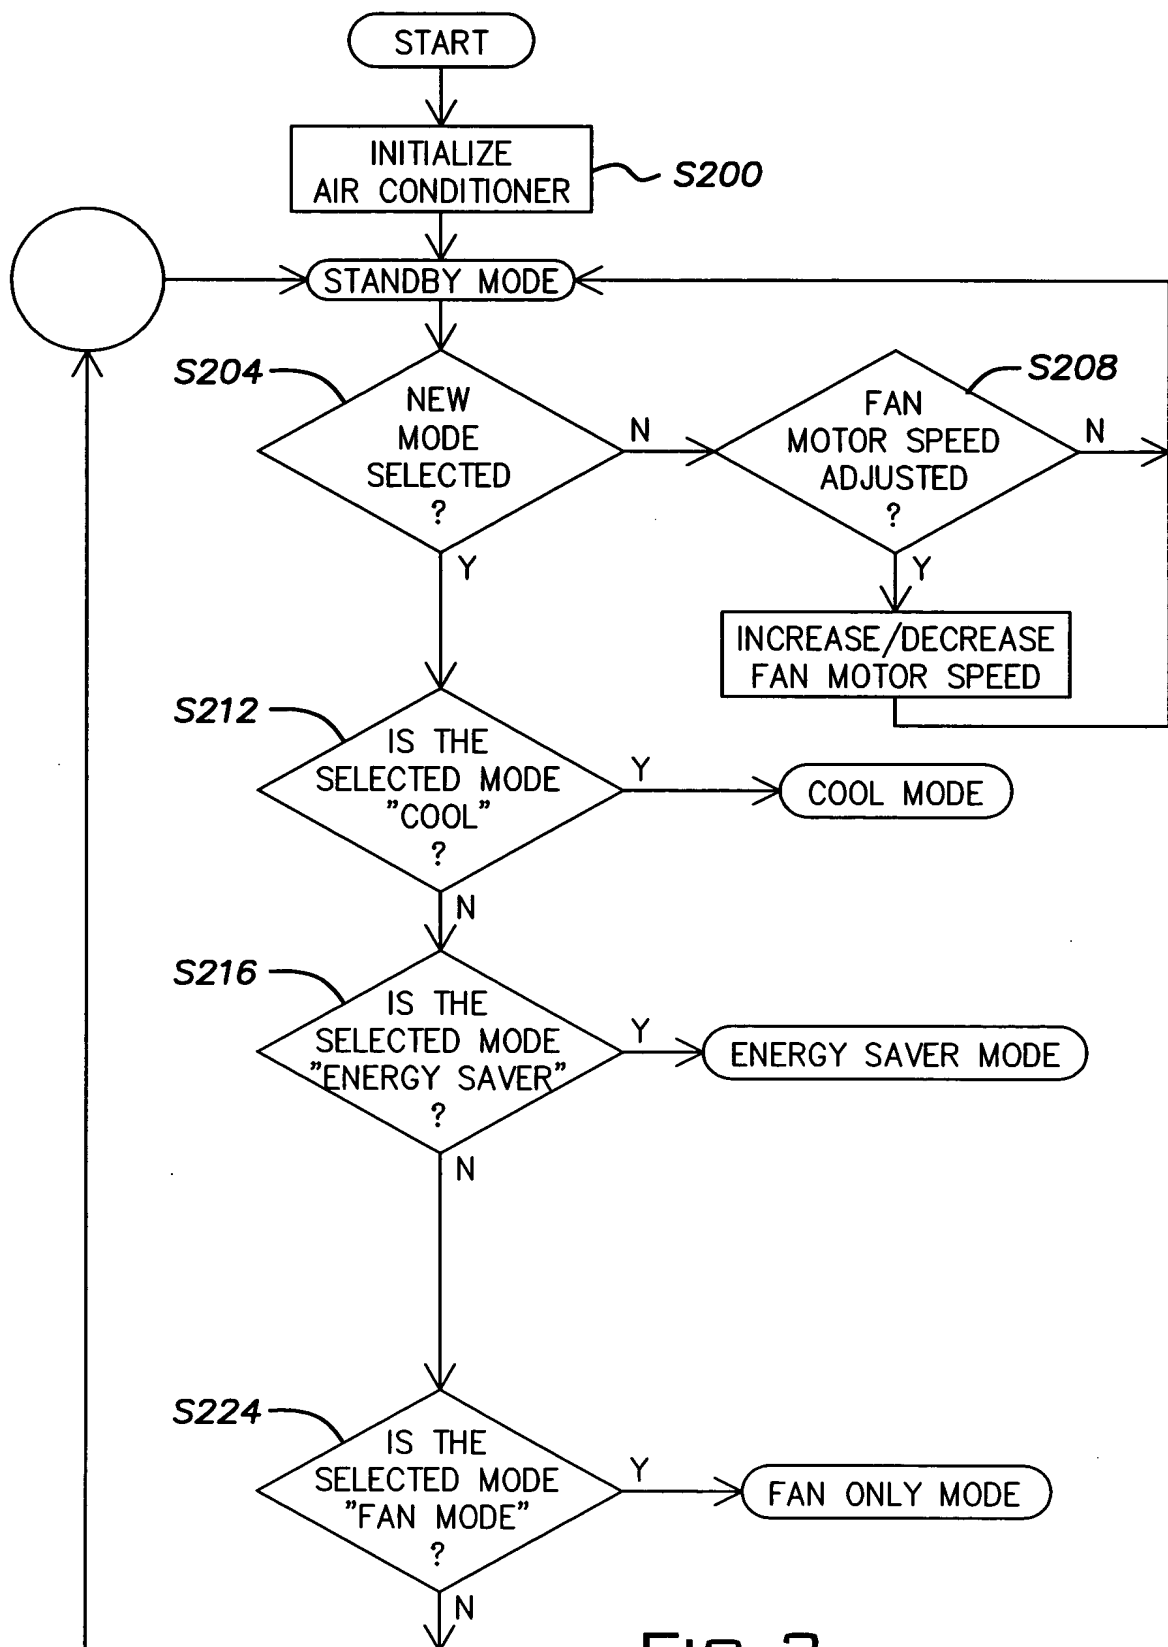 START
INITIALIZE
AIR CONDITIONER
S200
STANDBY MODE
S204
NEW
MODE
SELECTED
?
N
Y
S208
FAN
MOTOR SPEED
ADJUSTED
?
N
Y
INCREASE/DECREASE
FAN MOTOR SPEED
S212
IS THE
SELECTED MODE
"COOL"
?
Y
COOL MODE
N
S216
IS THE
SELECTED MODE
"ENERGY SAVER"
?
Y
ENERGY SAVER MODE
N
S224
IS THE
SELECTED MODE
"FAN MODE"
?
Y
FAN ONLY MODE
N